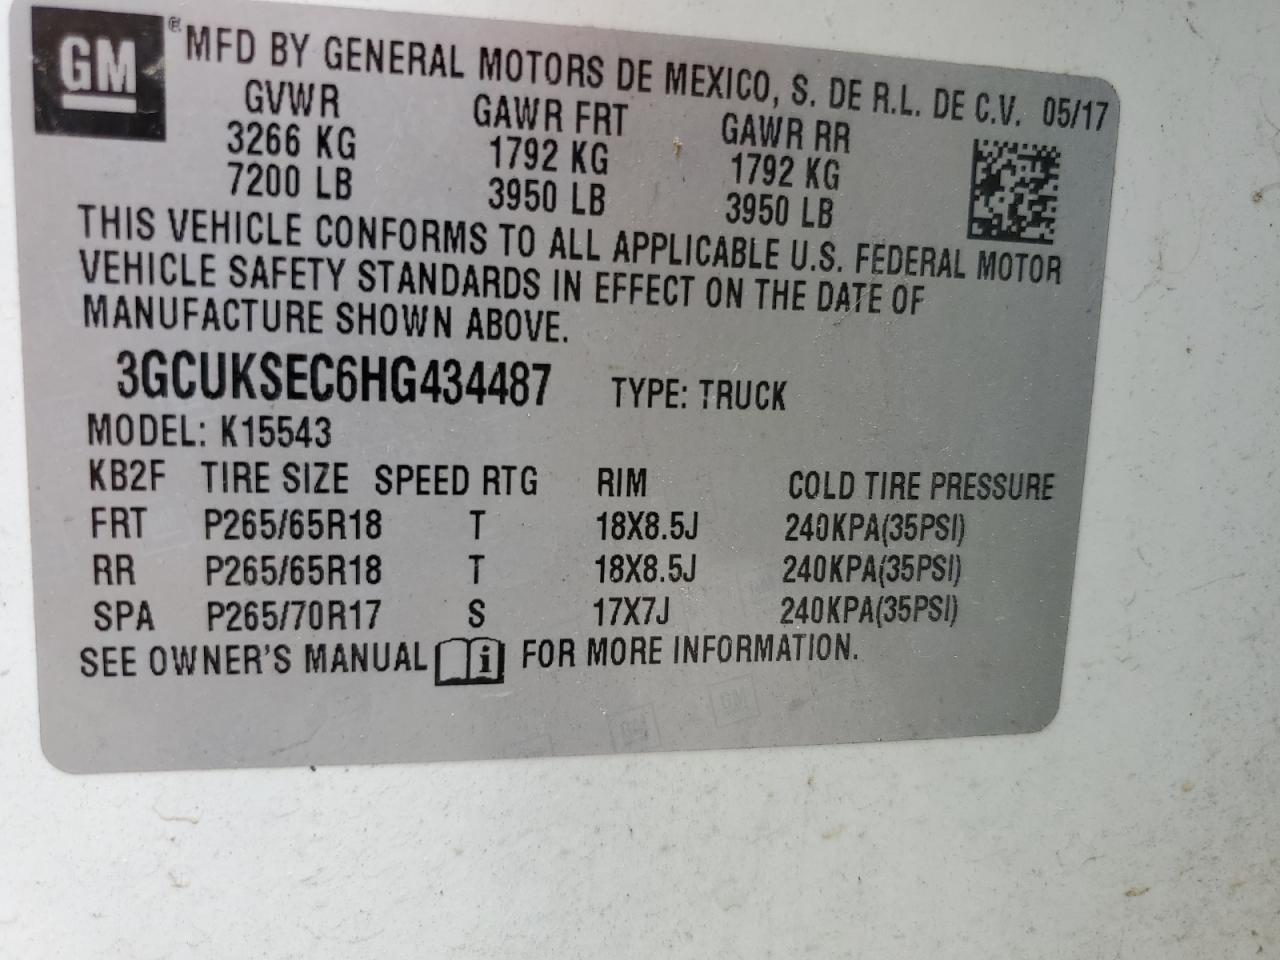 GM® MFD BY GENERAL MOTORS DE MEXICO, S. DE R.L. DE C.V. 05/17
GVWR GAWR FRT GAWR RR
3266 KG 1792 KG 1792 KG
7200 LB 3950 LB 3950 LB
THIS VEHICLE CONFORMS TO ALL APPLICABLE U.S. FEDERAL MOTOR
VEHICLE SAFETY STANDARDS IN EFFECT ON THE DATE OF
MANUFACTURE SHOWN ABOVE.
3GCUKSEC6HG434487 TYPE: TRUCK
MODEL: K15543
KB2F TIRE SIZE SPEED RTG RIM COLD TIRE PRESSURE
FRT P265/65R18 T 18X8.5J 240KPA(35PSI)
RR P265/65R18 T 18X8.5J 240KPA(35PSI)
SPA P265/70R17 S 17X7J 240KPA(35PSI)
SEE OWNER'S MANUAL i FOR MORE INFORMATION.
GM GM